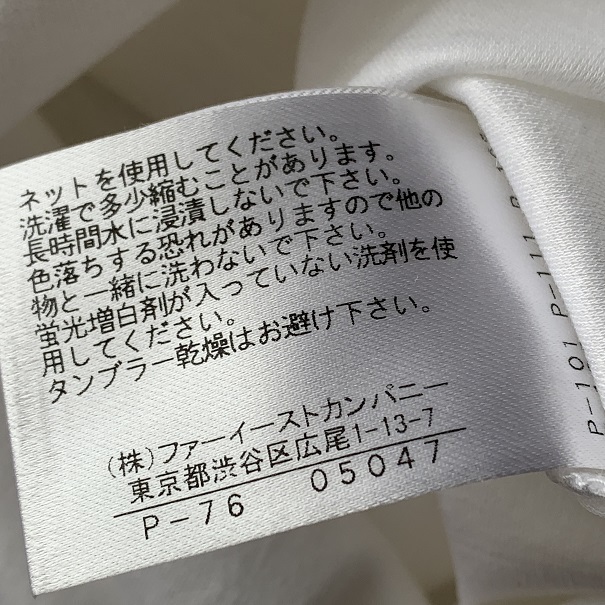 ネットを使用してください。
洗濯で多少縮むことがあります。
長時間水に浸漬しないで下さい。
色落ちする恐れがありますので他の
物と一緒に洗わないで下さい。
蛍光増白剤が入っていない洗剤を使
用してください。
タンブラー乾燥はお避け下さい。
(株)ファーイーストカンパニー
東京都渋谷区広尾1-13-7
P-76 05047
P-101 P-111